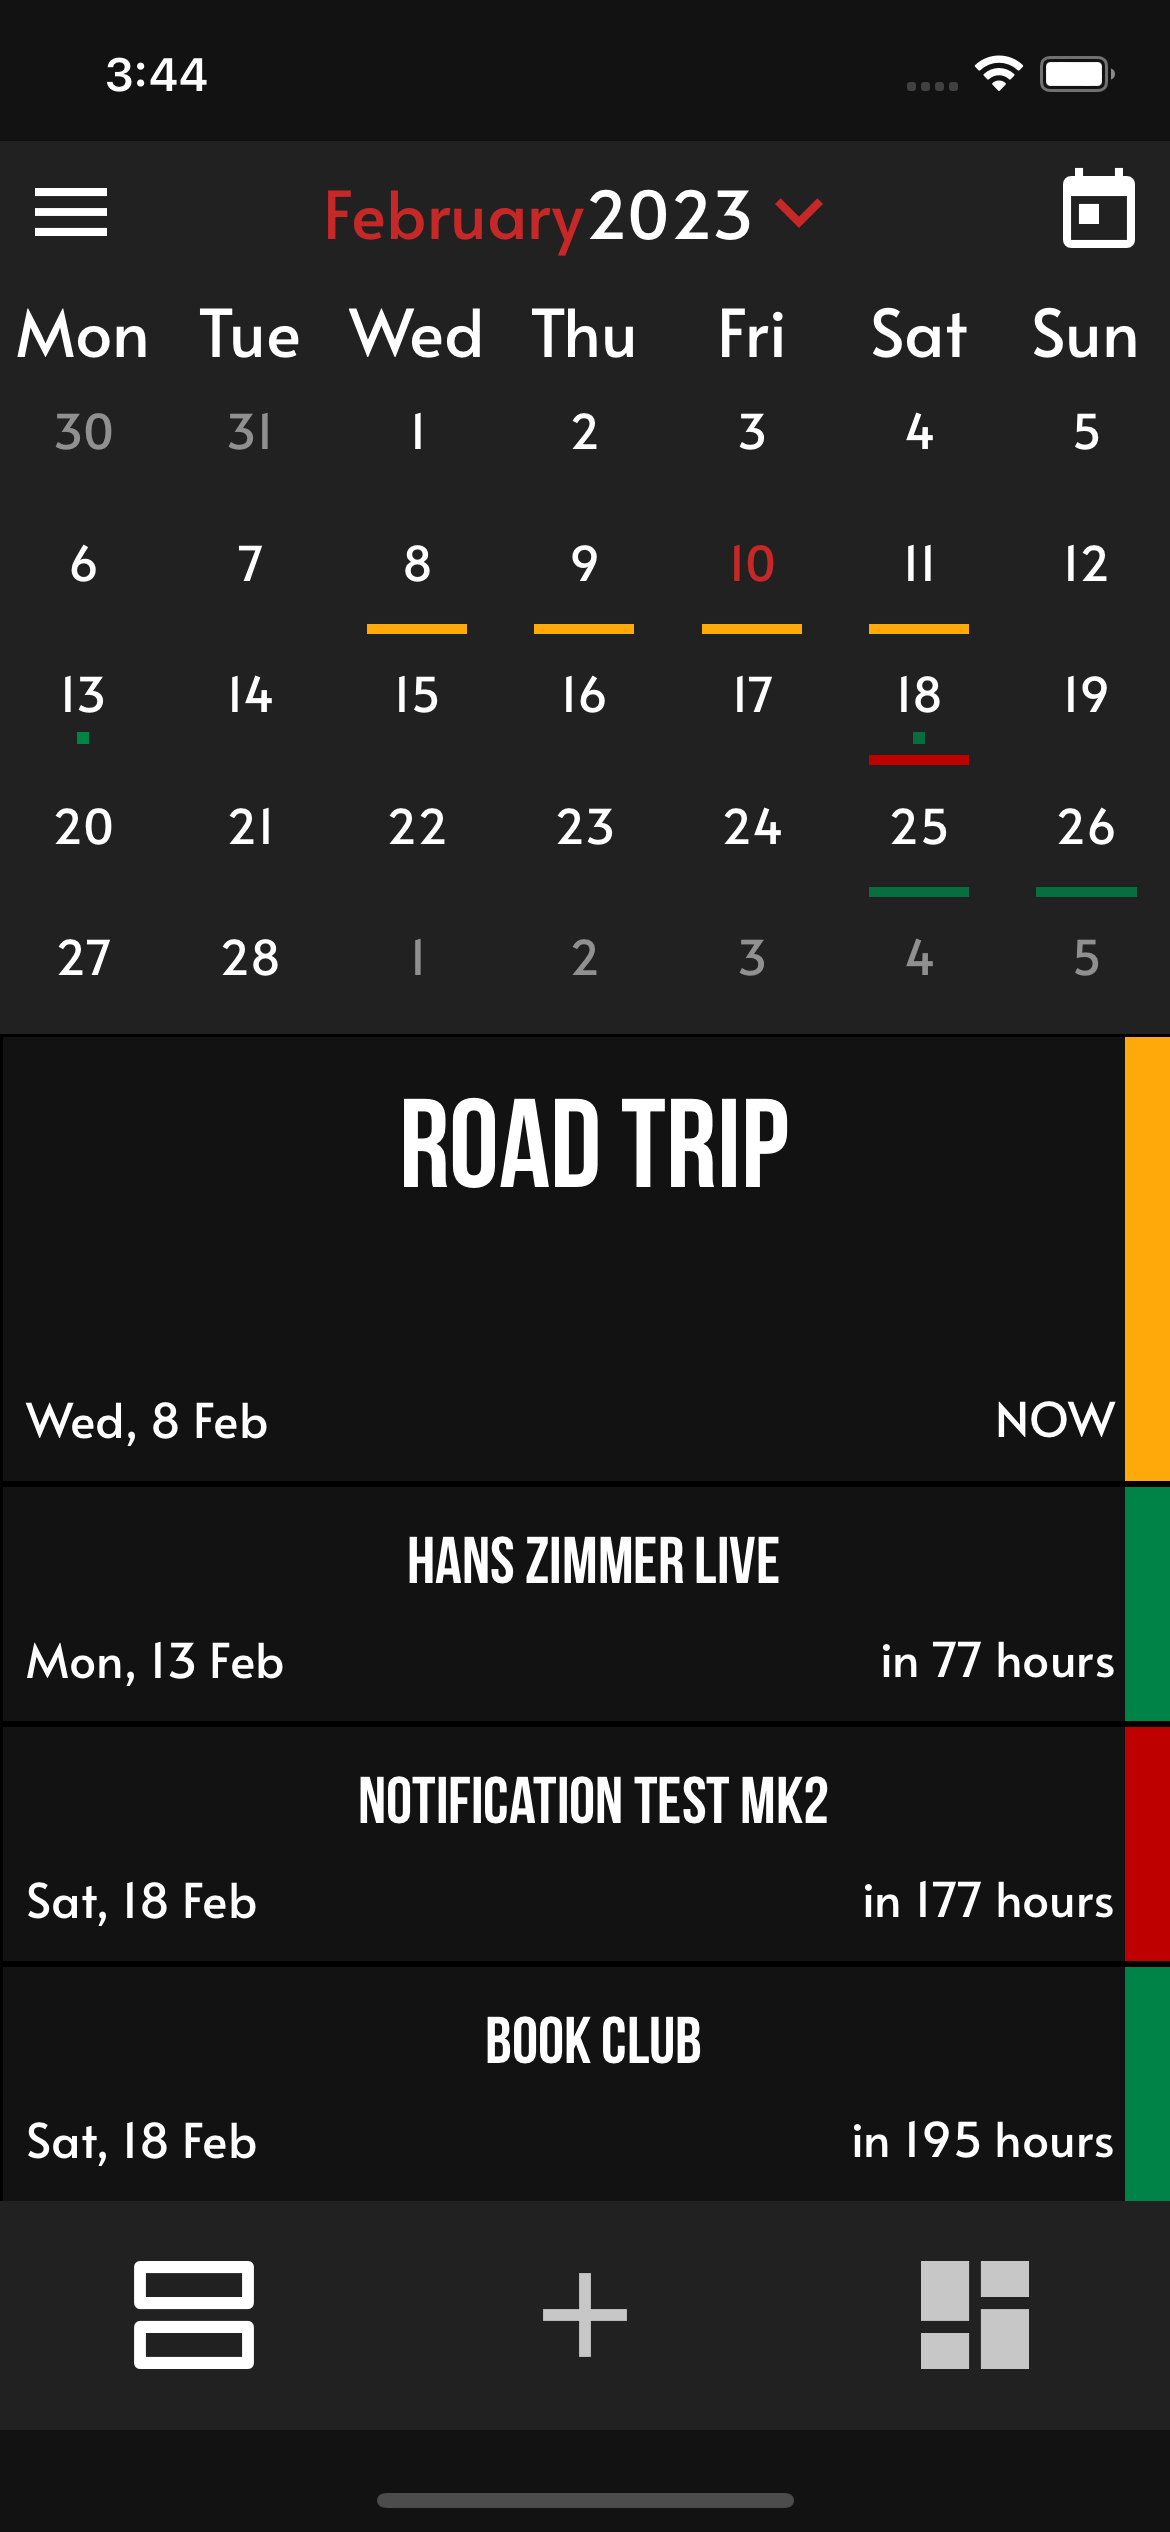 3:44
February2023
Mon Tue Wed Thu Fri Sat Sun
30 31 1 2 3 4 5
6 7 8 9 10 11 12
13 14 15 16 17 18 19
20 21 22 23 24 25 26
27 28 1 2 3 4 5
ROAD TRIP
Wed, 8 Feb NOW
HANS ZIMMER LIVE
Mon, 13 Feb in 77 hours
NOTIFICATION TEST MK2
Sat, 18 Feb in 177 hours
BOOK CLUB
Sat, 18 Feb in 195 hours